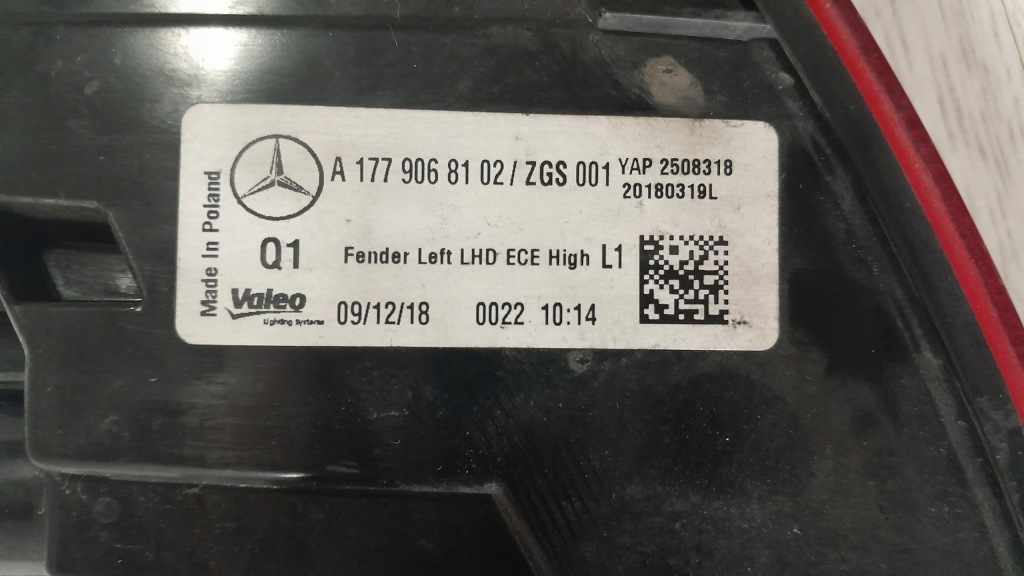 Made In Poland
A 177 906 81 02 / ZGS 001
YAP 2508318
20180319L
Q1
Fender Left LHD ECE High L1
Valeo
Lighting Systems
09/12/18 0022 10:14